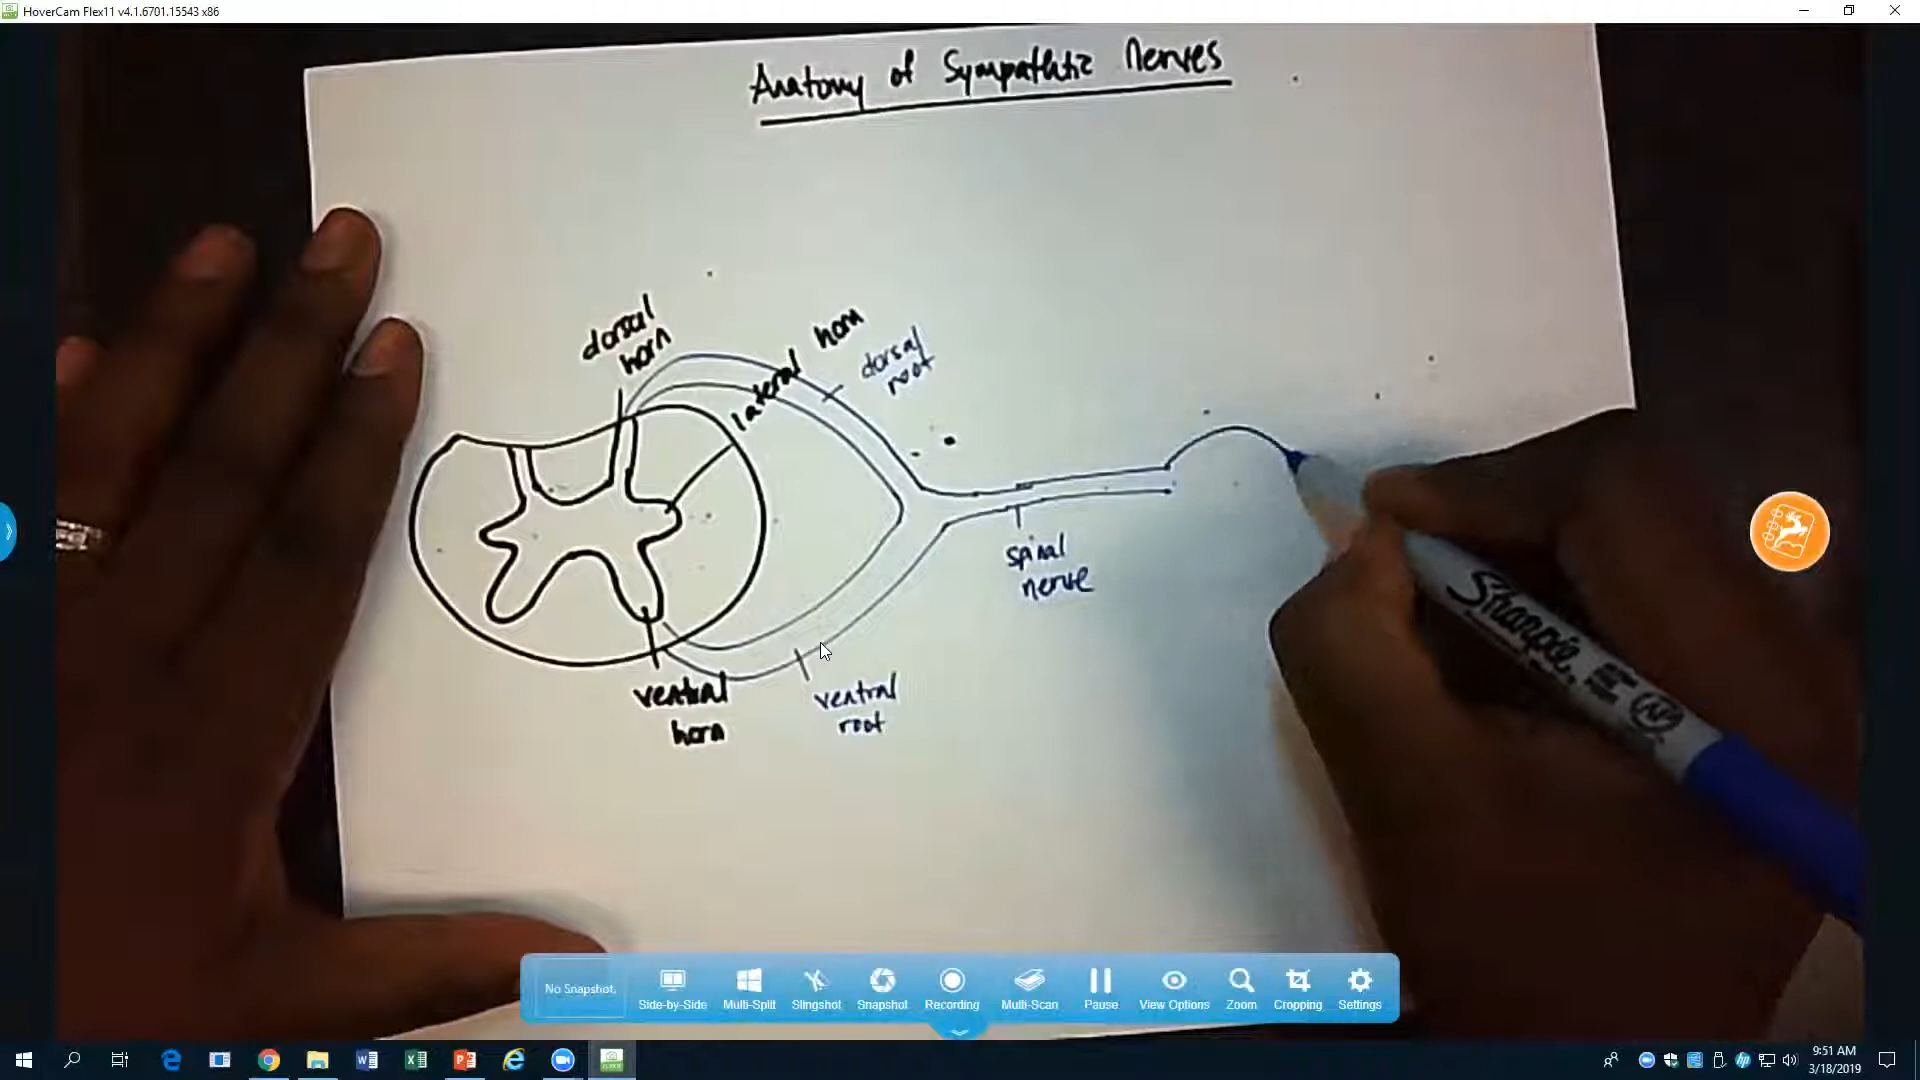 HoverCam Flex11 v4.1.6701.15543 x86
Anatomy of Sympathtic Nerves
dorsal
horn
lateral horn
dorsal
root
spinal
nerve
ventral
horn
ventral
root
Sharpie
No Snapshot.
Side-by-Side
Multi-Split
Slingshot
Snapshot
Recording
Multi-Scan
Pause
View Options
Zoom
Cropping
Settings
9:51 AM
3/18/2019